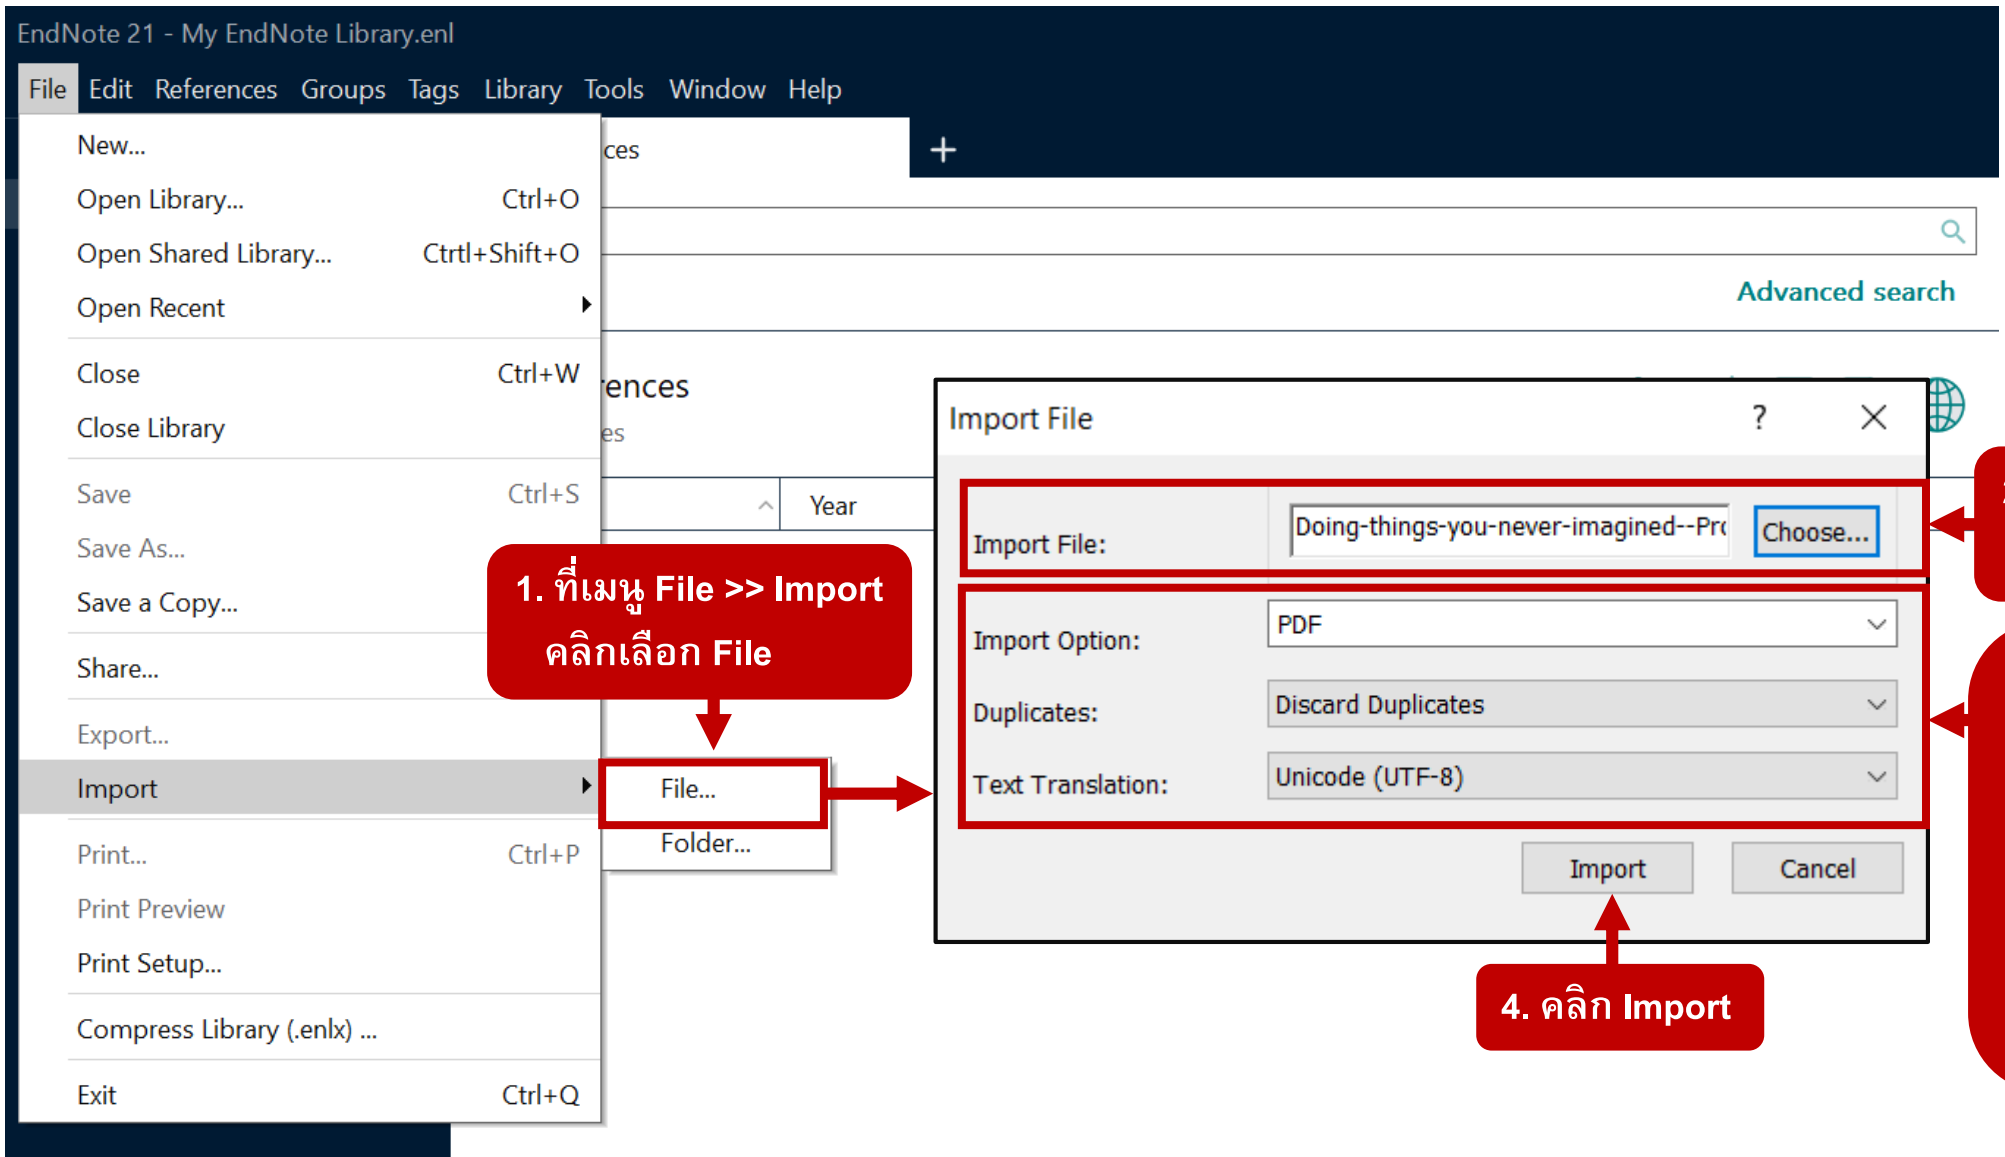 EndNote 21 - My EndNote Library.enl
File Edit References Groups Tags Library Tools Window Help
New...
Open Library... Ctrl+O
Open Shared Library... Ctrtl+Shift+O
Open Recent
Close Ctrl+W
Close Library
Save Ctrl+S
Save As...
Save a Copy...
Share...
Export...
Import
Print... Ctrl+P
Print Preview
Print Setup...
Compress Library (.enlx) ...
Exit Ctrl+Q
File...
Folder...
ces
Advanced search
rences
es
Year
1. ที่เมนู File >> Import
คลิกเลือก File
Import File ?
Import File: Doing-things-you-never-imagined--Pro Choose...
Import Option: PDF
Duplicates: Discard Duplicates
Text Translation: Unicode (UTF-8)
Import Cancel
4. คลิก Import